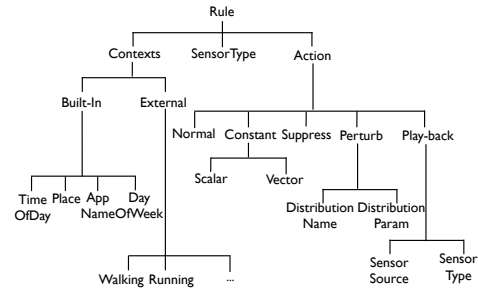 Rule
Contexts SensorType Action
Built-In External
Normal Constant Suppress Perturb Play-back
Scalar Vector
Time Place App Day
OfDay Name OfWeek
Distribution Distribution
Name Param
Sensor Sensor
Source Type
Walking Running ...